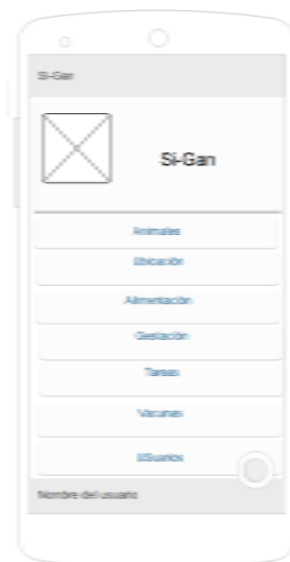 Si-Gan
Si-Gan
Animales
Ubicación
Alimentación
Gestación
Tareas
Vacunas
USuarios
Nombre del usuario